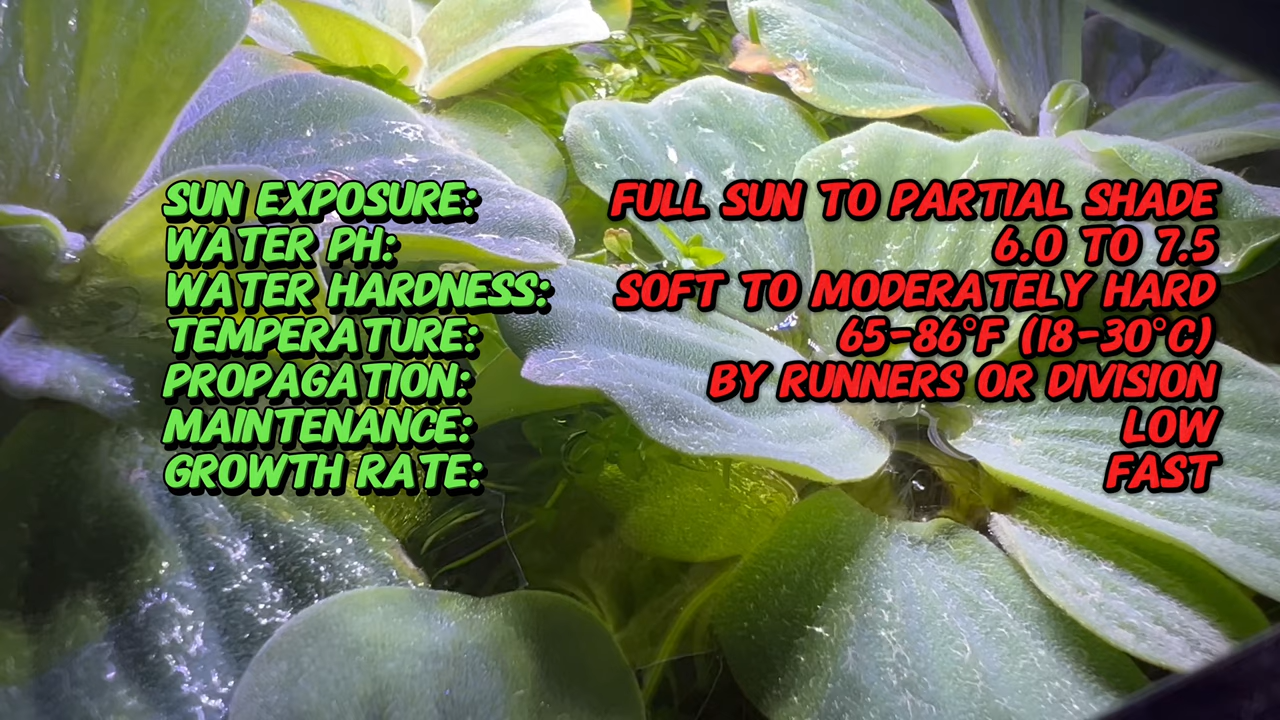 SUN EXPOSURE: FULL SUN TO PARTIAL SHADE
WATER PH: 6.0 TO 7.5
WATER HARDNESS: SOFT TO MODERATELY HARD
TEMPERATURE: 65-86°F (18-30°C)
PROPAGATION: BY RUNNERS OR DIVISION
MAINTENANCE: LOW
GROWTH RATE: FAST